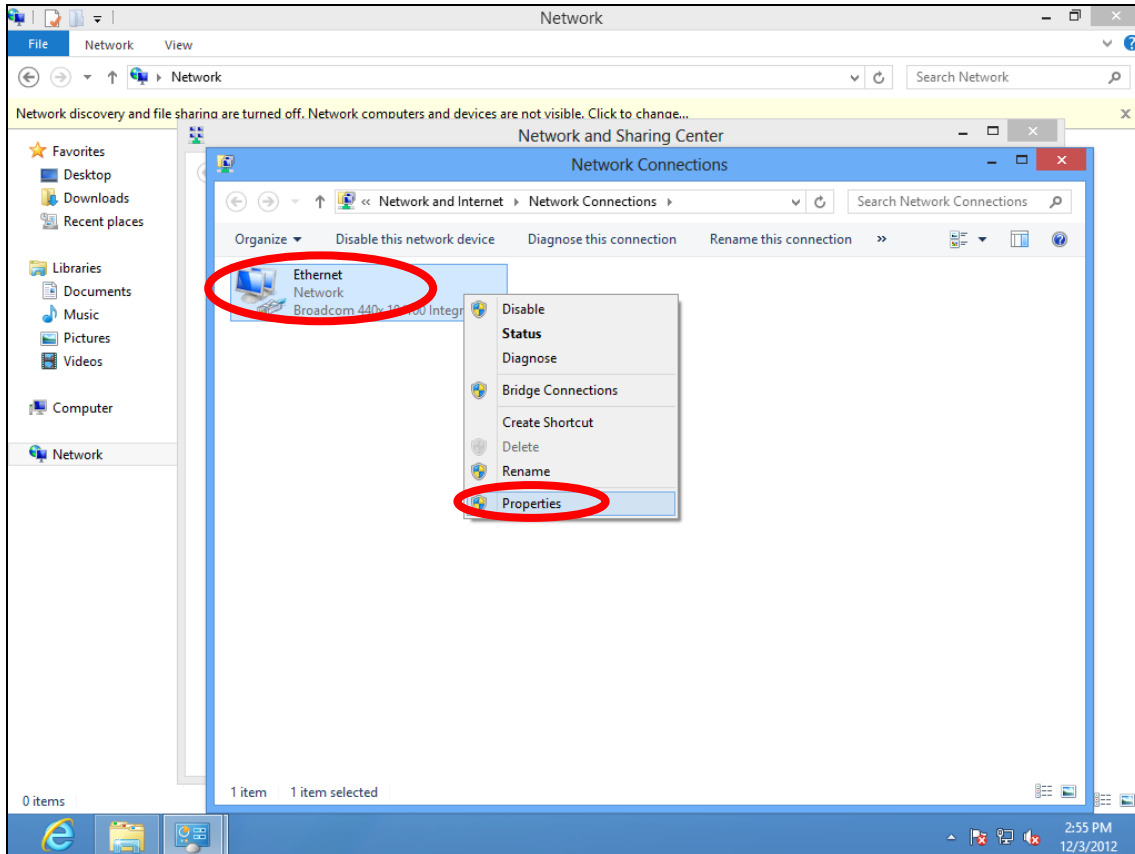 Network
File Network View
Network
Search Network
Network discovery and file sharing are turned off. Network computers and devices are not visible. Click to change...
Network and Sharing Center
Network Connections
« Network and Internet Network Connections
Search Network Connections
Organize Disable this network device Diagnose this connection Rename this connection »
Favorites
Desktop
Downloads
Recent places
Libraries
Documents
Music
Pictures
Videos
Computer
Network
Ethernet
Network
Broadcom 440x 10/100 Integr
Disable
Status
Diagnose
Bridge Connections
Create Shortcut
Delete
Rename
Properties
1 item 1 item selected
0 items
2:55 PM
12/3/2012